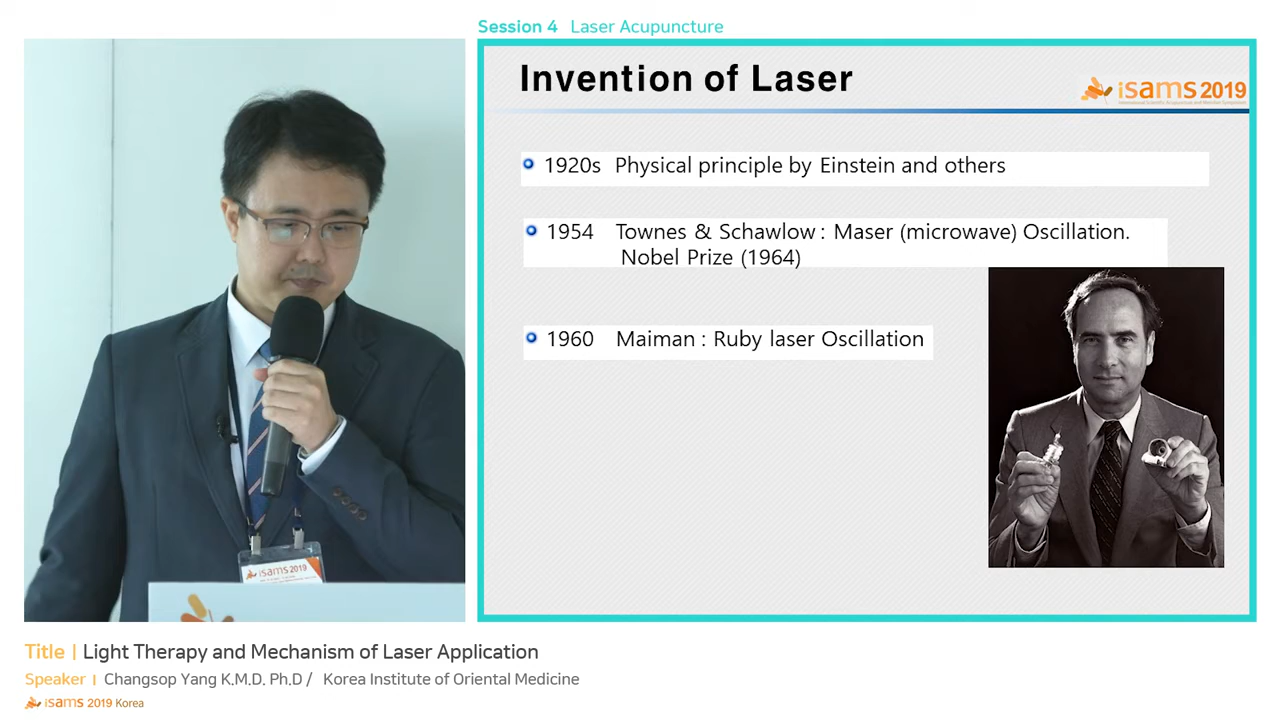 Session 4 Laser Acupuncture
Invention of Laser
isams 2019
1920s Physical principle by Einstein and others
1954 Townes & Schawlow : Maser (microwave) Oscillation.
Nobel Prize (1964)
1960 Maiman : Ruby laser Oscillation
isams 2019
Title | Light Therapy and Mechanism of Laser Application
Speaker | Changsop Yang K.M.D. Ph.D / Korea Institute of Oriental Medicine
isams 2019 Korea